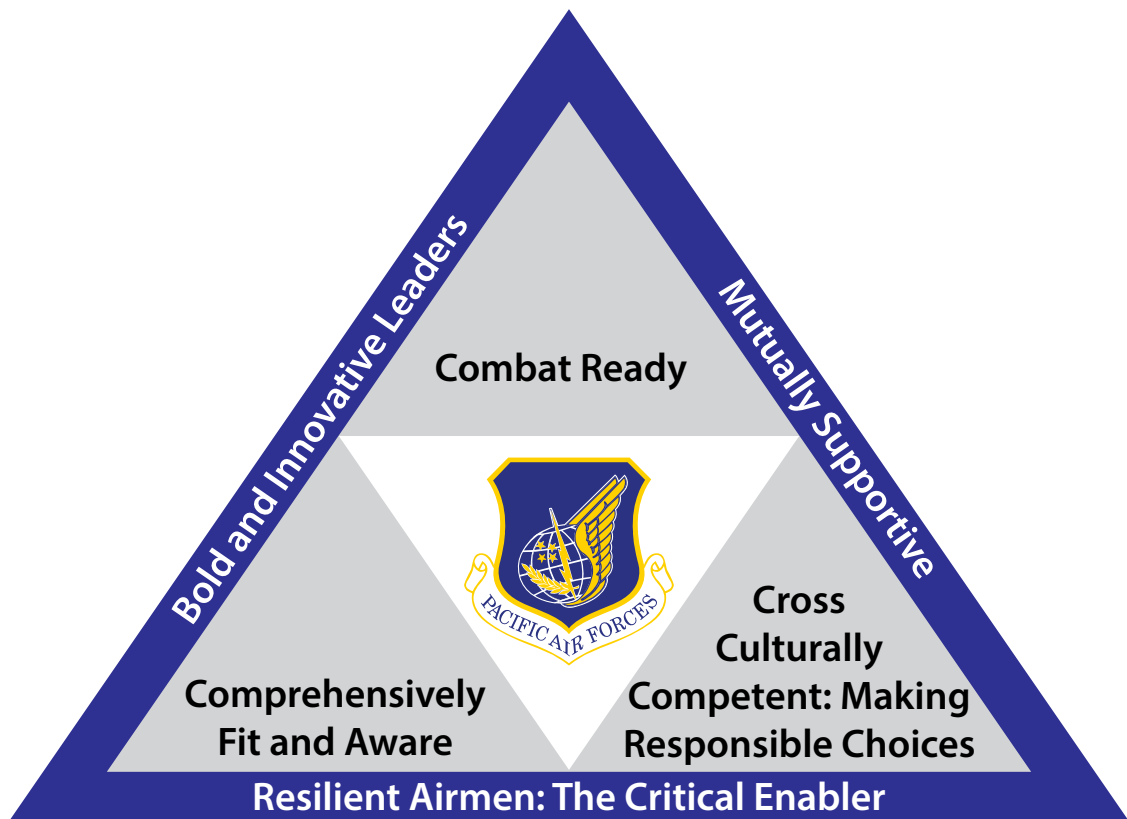 Bold and Innovative Leaders
Mutually Supportive
Combat Ready
PACIFIC AIR FORCES
Comprehensively
Fit and Aware
Cross
Culturally
Competent: Making
Responsible Choices
Resilient Airmen: The Critical Enabler